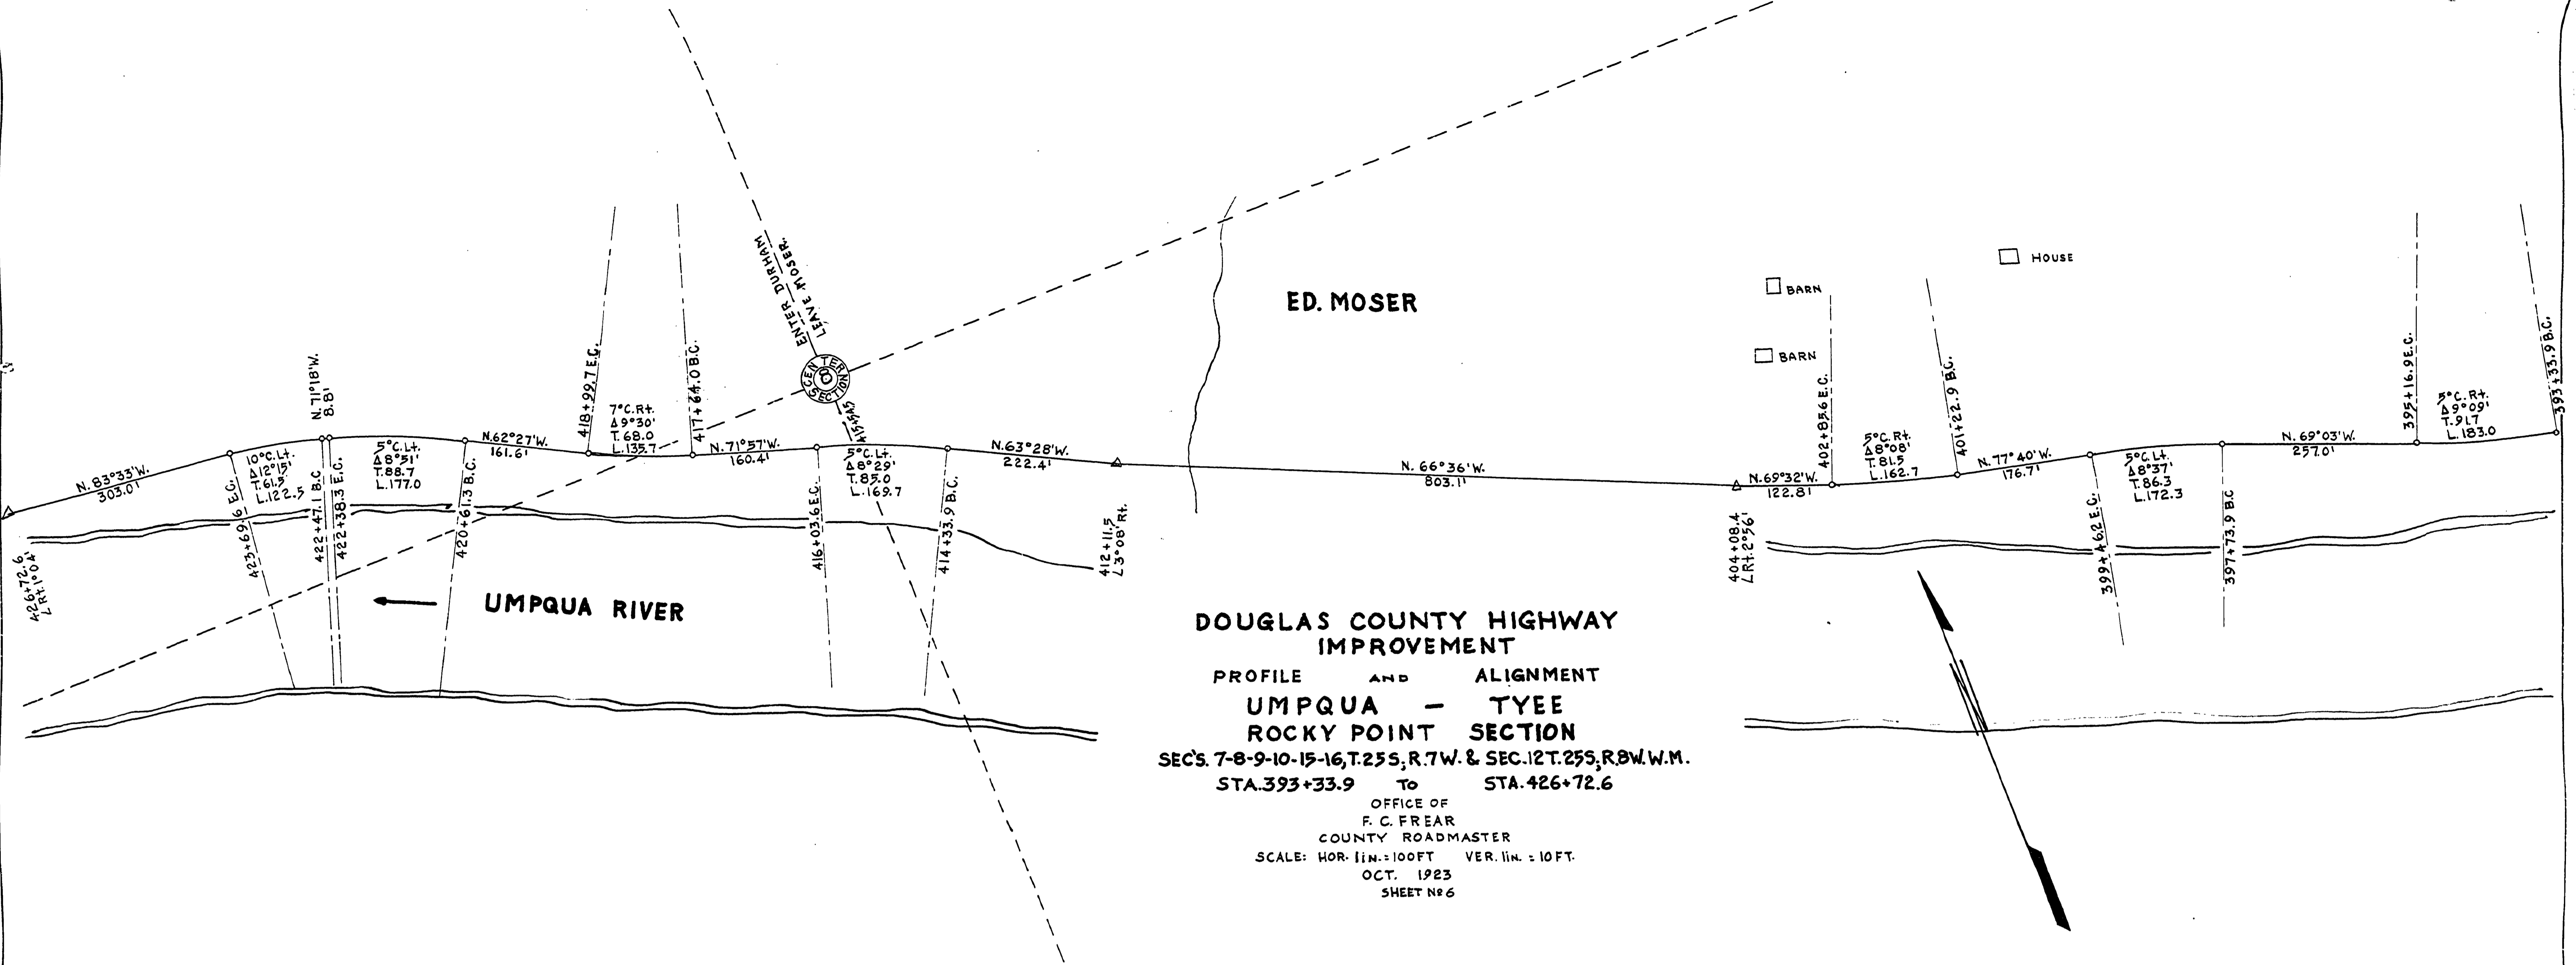 N. 83°33'W.
303.0'
426+72.6
∠Rt.1°04'
423+69.6 E.C.
10°C.Lt.
Δ12°15'
T.61.5
L.122.5
N.71°18'W.
8.8'
422+47.1 B.C
422+38.3 E.C.
5°C.Lt.
Δ8°51'
T.88.7
L.177.0
420+61.3 B.C.
N.62°27'W.
161.6'
418+99.7 E.C.
7°C.Rt.
Δ9°30'
T.68.0
L.135.7
417+64.0 B.C.
N.71°57'W.
160.4'
ENTER DURHAM
LEAVE MOSER.
CENTER
8
SECTION
416+03.6 E.C.
5°C.Lt.
Δ8°29'
T.85.0
L.169.7
414+33.9 B.C.
N.63°28'W.
222.4'
412+11.5
∠3°08' Rt.
ED. MOSER
N. 66°36'W.
803.1'
BARN
BARN
HOUSE
404+08.4
∠Rt.2°56'
N.69°32'W.
122.8'
402+85.6 E.C.
5°C.Rt.
Δ8°08'
T.81.5
L.162.7
401+22.9 B.C.
N.77°40'W.
176.7'
399+46.2 E.C.
5°C.Lt.
Δ8°37'
T.86.3
L.172.3
397+73.9 B.C
N. 69°03'W.
257.0'
395+16.9 E.C.
5°C.Rt.
Δ9°09'
T.91.7
L.183.0
393+33.9 B.C.
UMPQUA RIVER
DOUGLAS COUNTY HIGHWAY
IMPROVEMENT
PROFILE AND ALIGNMENT
UMPQUA - TYEE
ROCKY POINT SECTION
SEC'S. 7-8-9-10-15-16,T.25S,R.7W. & SEC.12T.25S,R.8W.W.M.
STA.393+33.9 TO STA.426+72.6
OFFICE OF
F. C. FREAR
COUNTY ROADMASTER
SCALE: HOR. 1IN.=100FT VER. 1IN. = 10FT.
OCT. 1923
SHEET No 6